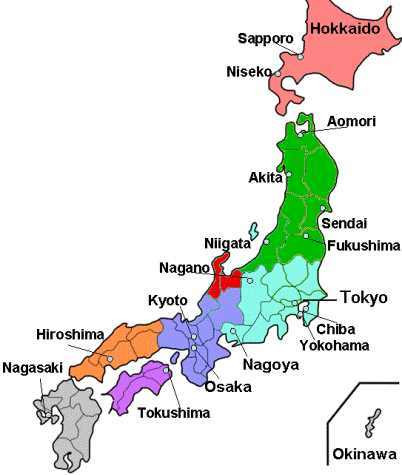 Hokkaido
Sapporo
Niseko
Aomori
Akita
Sendai
Niigata
Fukushima
Nagano
Tokyo
Kyoto
Chiba
Hiroshima
Yokohama
Nagasaki
Nagoya
Osaka
Tokushima
Okinawa